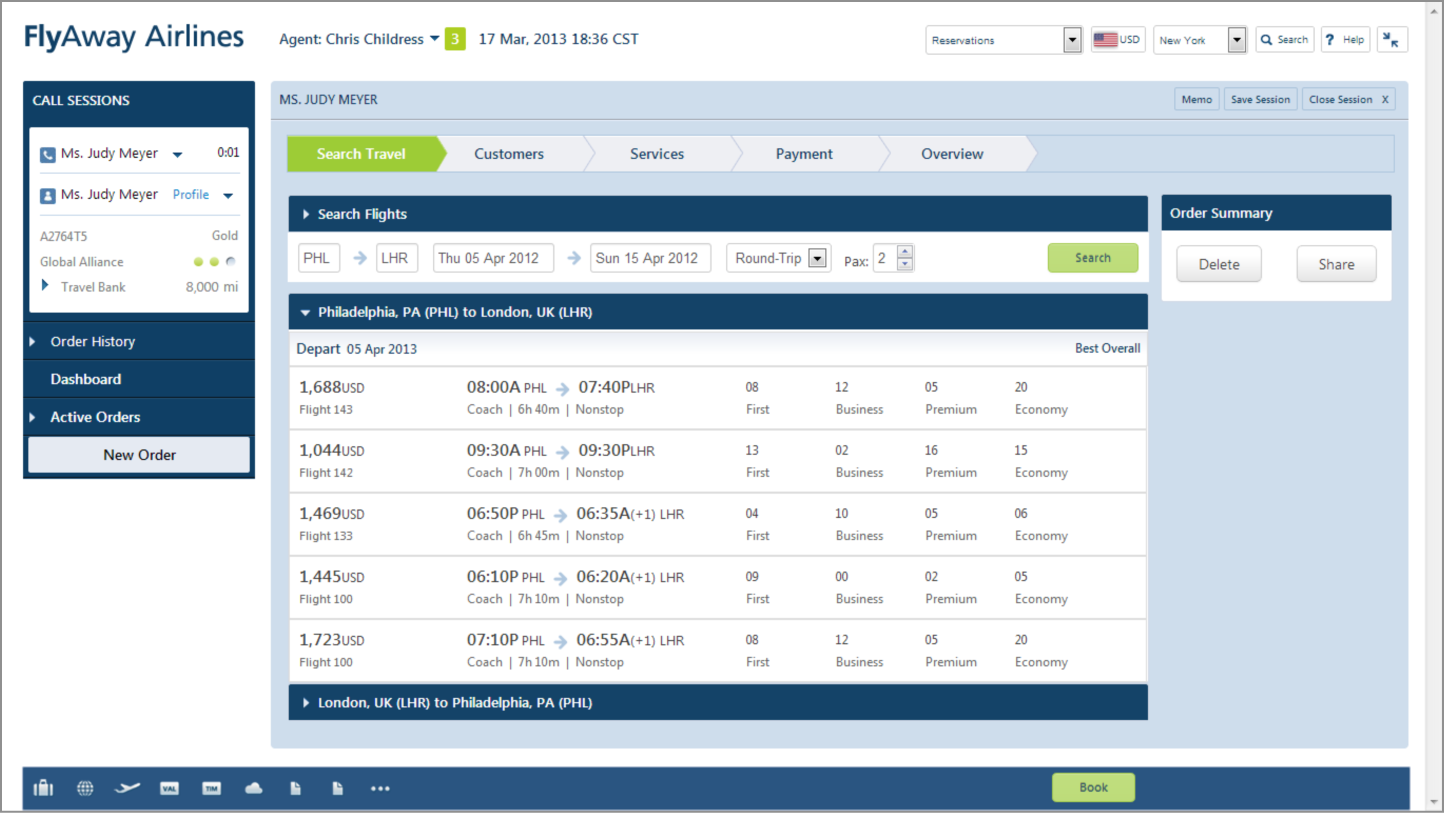 FlyAway Airlines
Agent: Chris Childress 3 17 Mar, 2013 18:36 CST
Reservations USD New York Search ? Help
CALL SESSIONS
Ms. Judy Meyer 0:01
Ms. Judy Meyer Profile
A2764T5 Gold
Global Alliance
Travel Bank 8,000 mi
Order History
Dashboard
Active Orders
New Order
MS. JUDY MEYER Memo Save Session Close Session X
Search Travel Customers Services Payment Overview
Search Flights
PHL LHR Thu 05 Apr 2012 Sun 15 Apr 2012 Round-Trip Pax: 2 Search
Philadelphia, PA (PHL) to London, UK (LHR)
Depart 05 Apr 2013 Best Overall
1,688USD 08:00A PHL 07:40PLHR 08 12 05 20
Flight 143 Coach | 6h 40m | Nonstop First Business Premium Economy
1,044USD 09:30A PHL 09:30PLHR 13 02 16 15
Flight 142 Coach | 7h 00m | Nonstop First Business Premium Economy
1,469USD 06:50P PHL 06:35A(+1) LHR 04 10 05 06
Flight 133 Coach | 6h 45m | Nonstop First Business Premium Economy
1,445USD 06:10P PHL 06:20A(+1) LHR 09 00 02 05
Flight 100 Coach | 7h 10m | Nonstop First Business Premium Economy
1,723USD 07:10P PHL 06:55A(+1) LHR 08 12 05 20
Flight 100 Coach | 7h 10m | Nonstop First Business Premium Economy
London, UK (LHR) to Philadelphia, PA (PHL)
Order Summary
Delete Share
VAL TIM Book